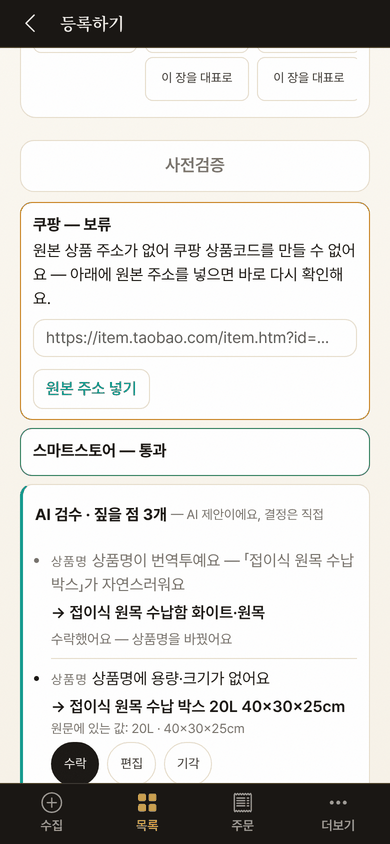 등록하기
이 장을 대표로
이 장을 대표로
사전검증
쿠팡 — 보류
원본 상품 주소가 없어 쿠팡 상품코드를 만들 수 없어
요 — 아래에 원본 주소를 넣으면 바로 다시 확인해
요.
https://item.taobao.com/item.htm?id=...
원본 주소 넣기
스마트스토어 — 통과
AI 검수 · 짚을 점 3개 — AI 제안이에요, 결정은 직접
• 상품명 상품명이 번역투예요 — 「접이식 원목 수납
박스」가 자연스러워요
→ 접이식 원목 수납함 화이트·원목
수락했어요 — 상품명을 바꿨어요
• 상품명 상품명에 용량·크기가 없어요
→ 접이식 원목 수납 박스 20L 40×30×25cm
원문에 있는 값: 20L · 40×30×25cm
수락 편집 기각
수집 목록 주문 더보기